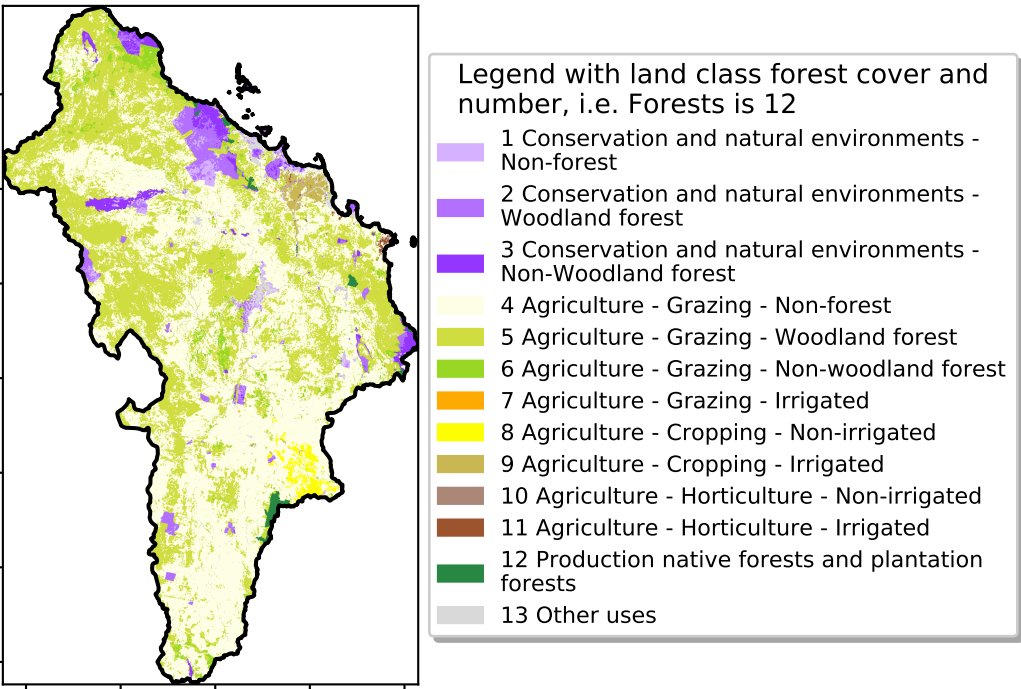 Legend with land class forest cover and
number, i.e. Forests is 12
1 Conservation and natural environments -
Non-forest
2 Conservation and natural environments -
Woodland forest
3 Conservation and natural environments -
Non-Woodland forest
4 Agriculture - Grazing - Non-forest
5 Agriculture - Grazing - Woodland forest
6 Agriculture - Grazing - Non-woodland forest
7 Agriculture - Grazing - Irrigated
8 Agriculture - Cropping - Non-irrigated
9 Agriculture - Cropping - Irrigated
10 Agriculture - Horticulture - Non-irrigated
11 Agriculture - Horticulture - Irrigated
12 Production native forests and plantation
forests
13 Other uses